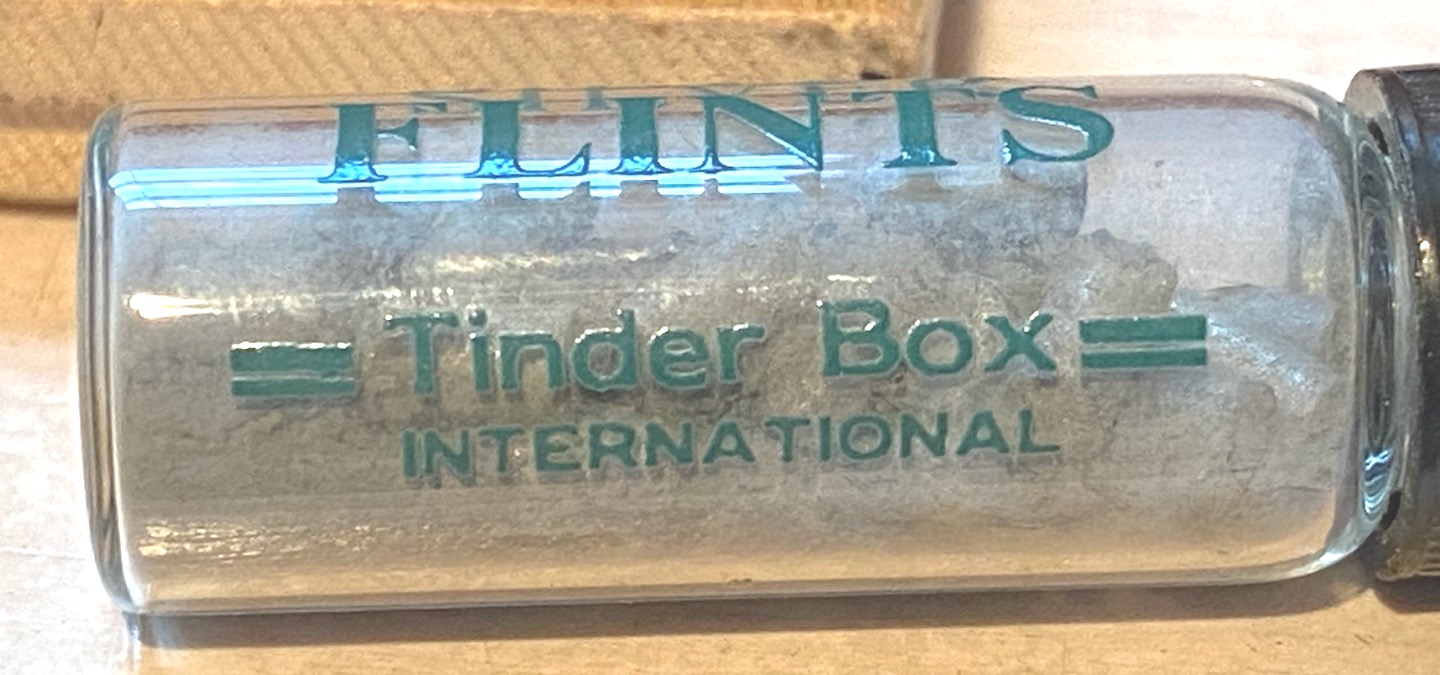 FLINTS
Tinder Box
INTERNATIONAL